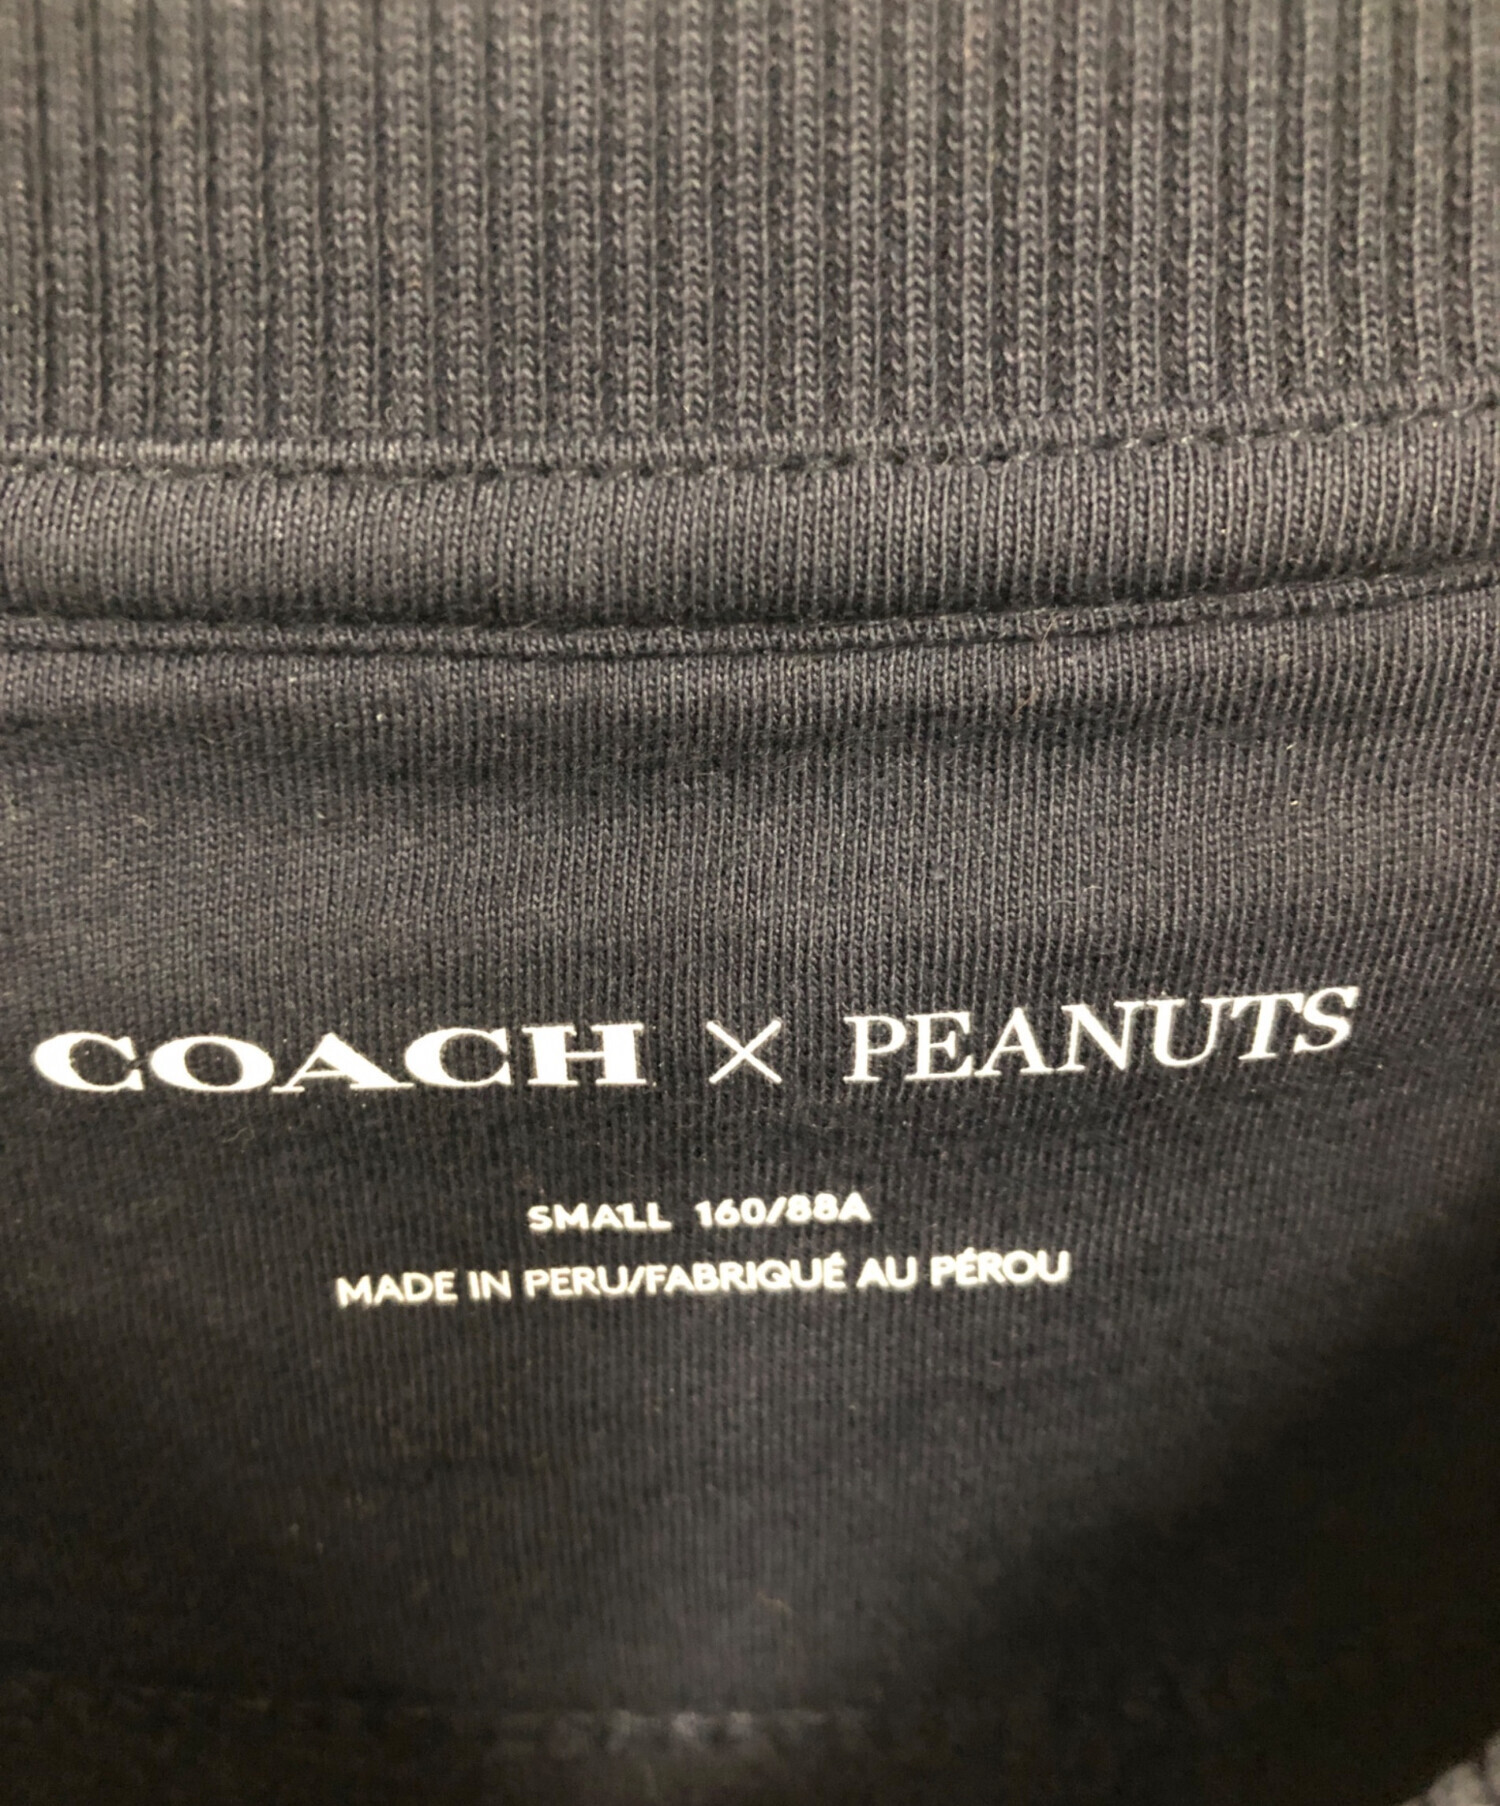 COACH × PEANUTS
SMALL 160/88A
MADE IN PERU/FABRIQUÉ AU PÉROU